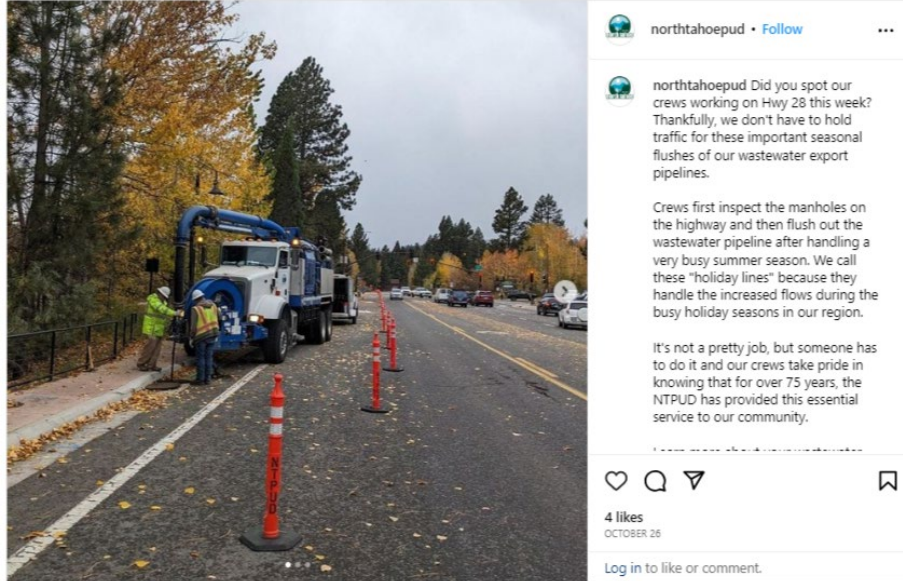 northtahoepud • Follow
northtahoepud Did you spot our
crews working on Hwy 28 this week?
Thankfully, we don't have to hold
traffic for these important seasonal
flushes of our wastewater export
pipelines.
Crews first inspect the manholes on
the highway and then flush out the
wastewater pipeline after handling a
very busy summer season. We call
these "holiday lines" because they
handle the increased flows during the
busy holiday seasons in our region.
It's not a pretty job, but someone has
to do it and our crews take pride in
knowing that for over 75 years, the
NTPUD has provided this essential
service to our community.
4 likes
OCTOBER 26
Log in to like or comment.
NTPUD